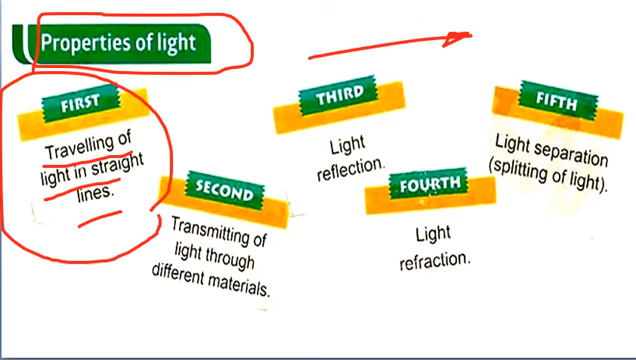 Properties of light
FIRST
Travelling of
light in straight
lines.
SECOND
Transmitting of
light through
different materials.
THIRD
Light
reflection.
FOURTH
Light
refraction.
FIFTH
Light separation
(splitting of light).